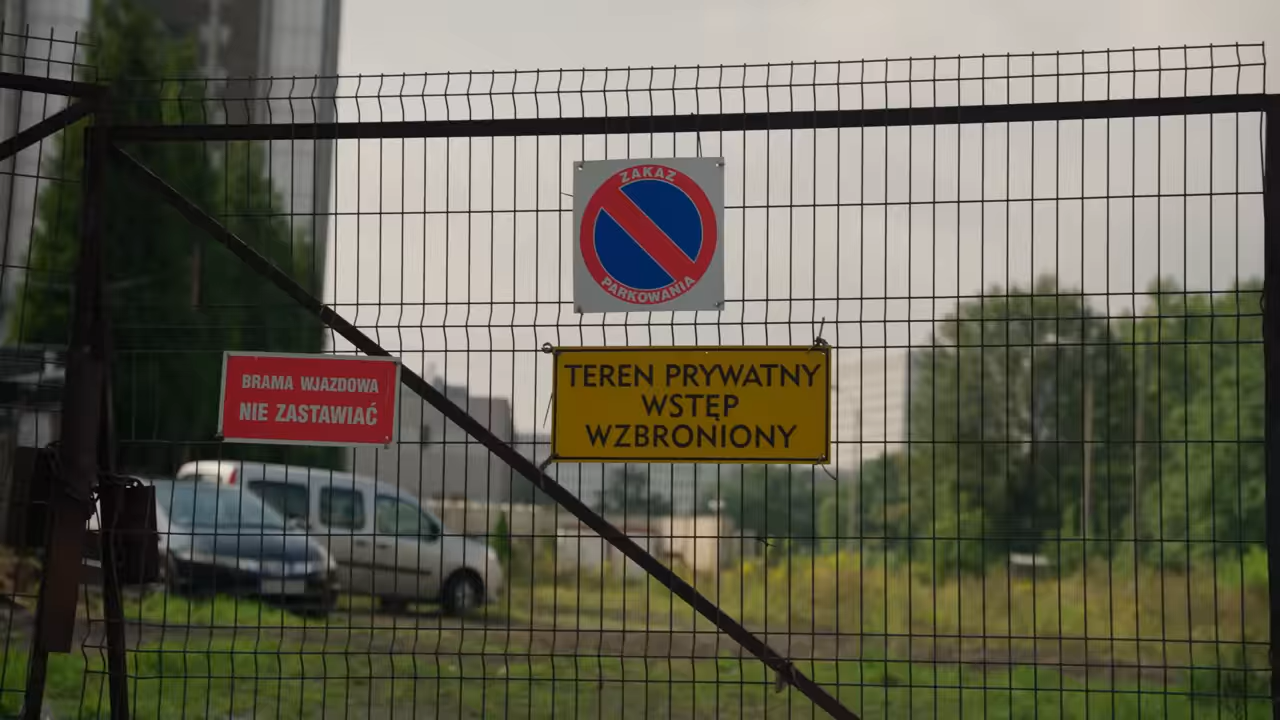 ZAKAZ
PARKOWANIA
BRAMA WJAZDOWA
NIE ZASTAWIAĆ
TEREN PRYWATNY
WSTĘP
WZBRONIONY